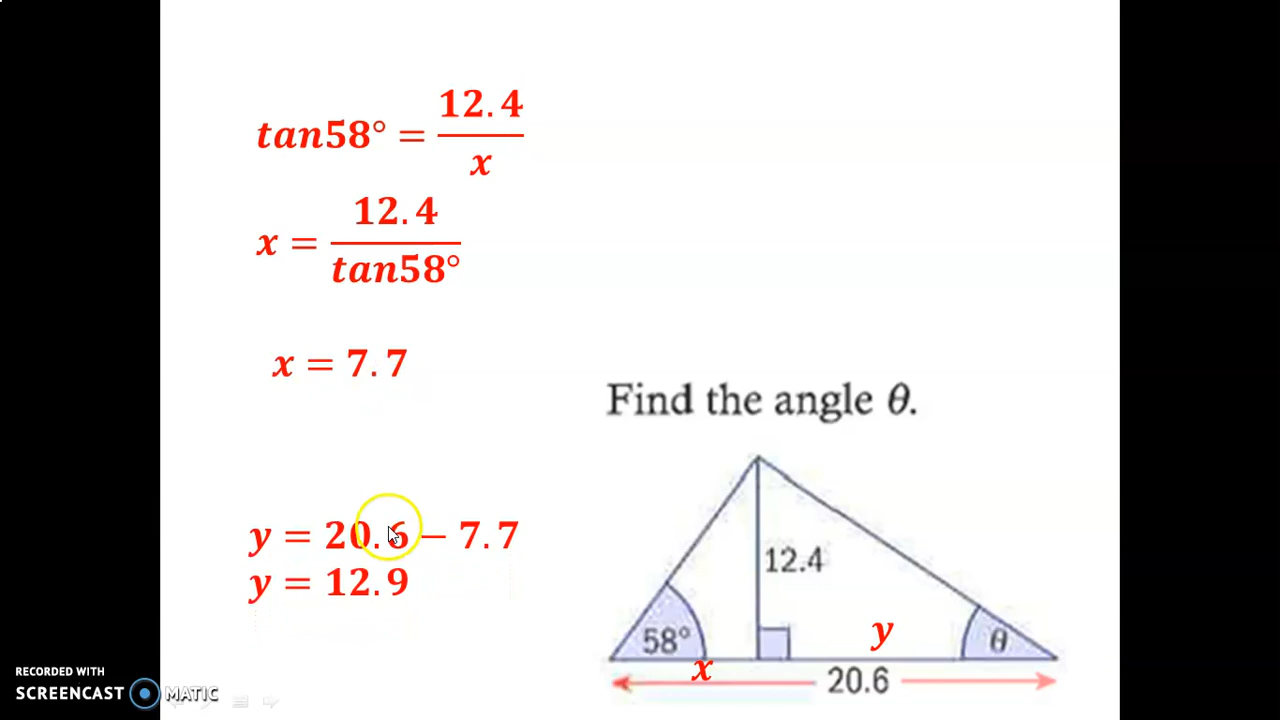 tan58° = 12.4/x
x = 12.4/tan58°
x = 7.7
y = 20.6 − 7.7
y = 12.9
Find the angle θ.
12.4
58°
y
θ
x
20.6
RECORDED WITH
SCREENCAST MATIC